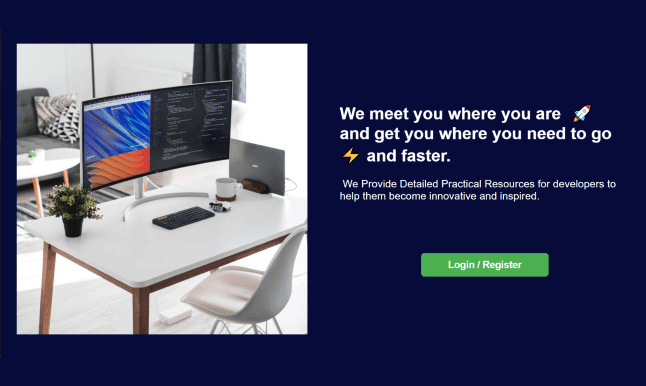 We meet you where you are 🚀
and get you where you need to go
⚡ and faster.
We Provide Detailed Practical Resources for developers to
help them become innovative and inspired.
Login / Register